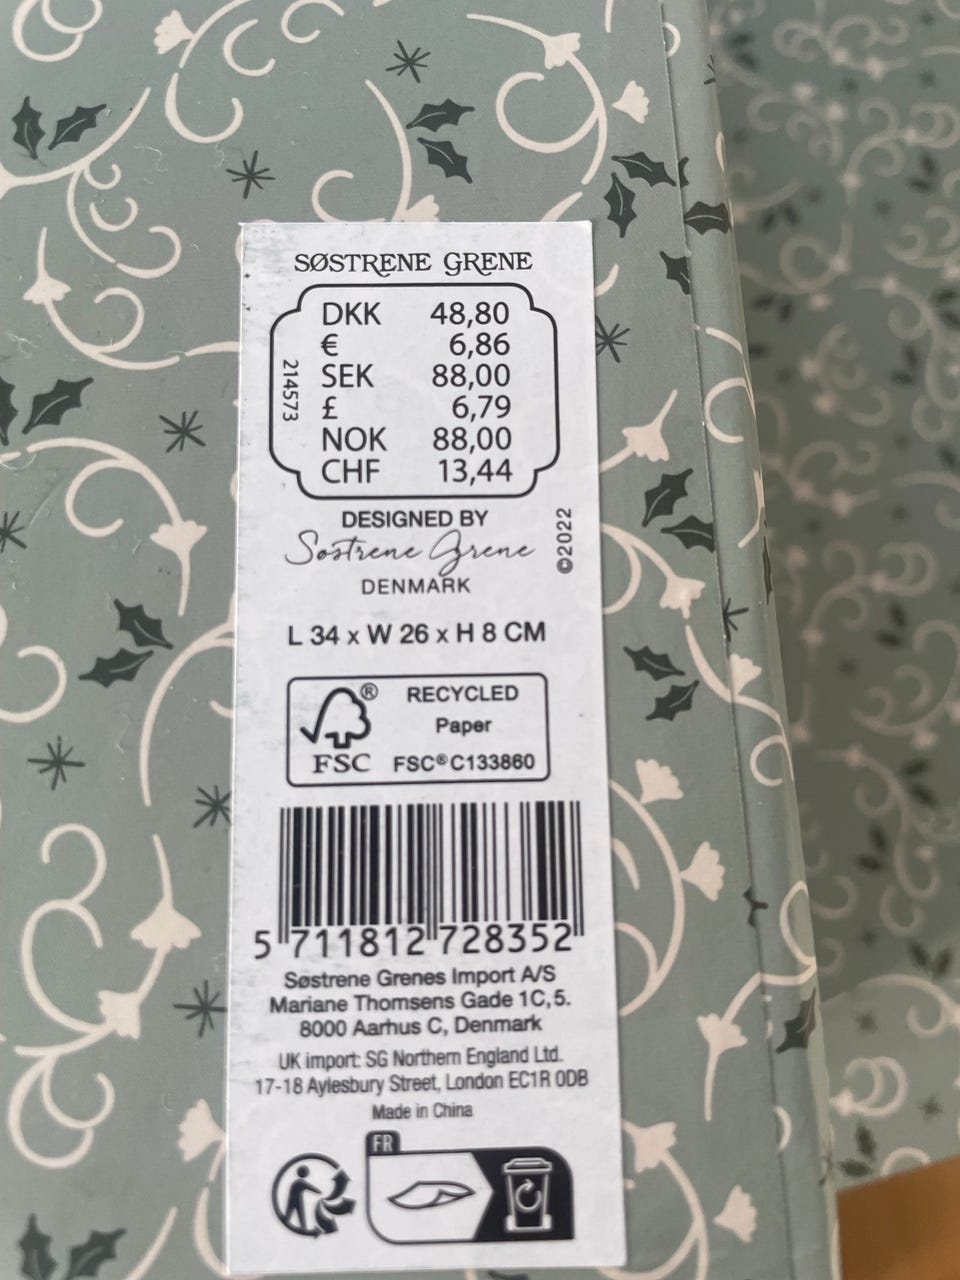 SØSTRENE GRENE
DKK 48,80
€ 6,86
SEK 88,00
£ 6,79
NOK 88,00
CHF 13,44
214573
DESIGNED BY
Søstrene Grene
DENMARK
©2022
L 34 x W 26 x H 8 CM
® RECYCLED
Paper
FSC FSC® C133860
5 711812 728352
Søstrene Grenes Import A/S
Mariane Thomsens Gade 1C, 5.
8000 Aarhus C, Denmark
UK import: SG Northern England Ltd.
17-18 Aylesbury Street, London EC1R 0DB
Made in China
FR